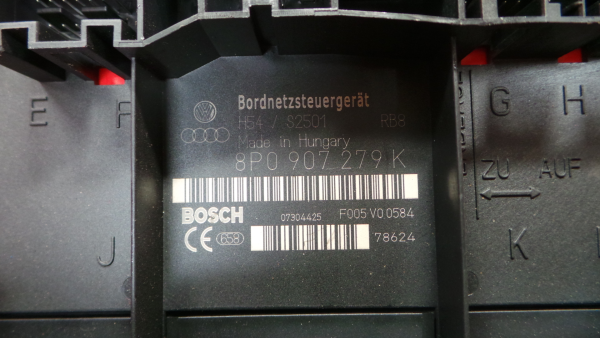 Bordnetzsteuergerät
E F H54 / S2501 RB8 G H
Made in Hungary
8P0 907 279 K
ZU AUF
BOSCH 07304425 F005 V0 0584
J CE 658 78624 K